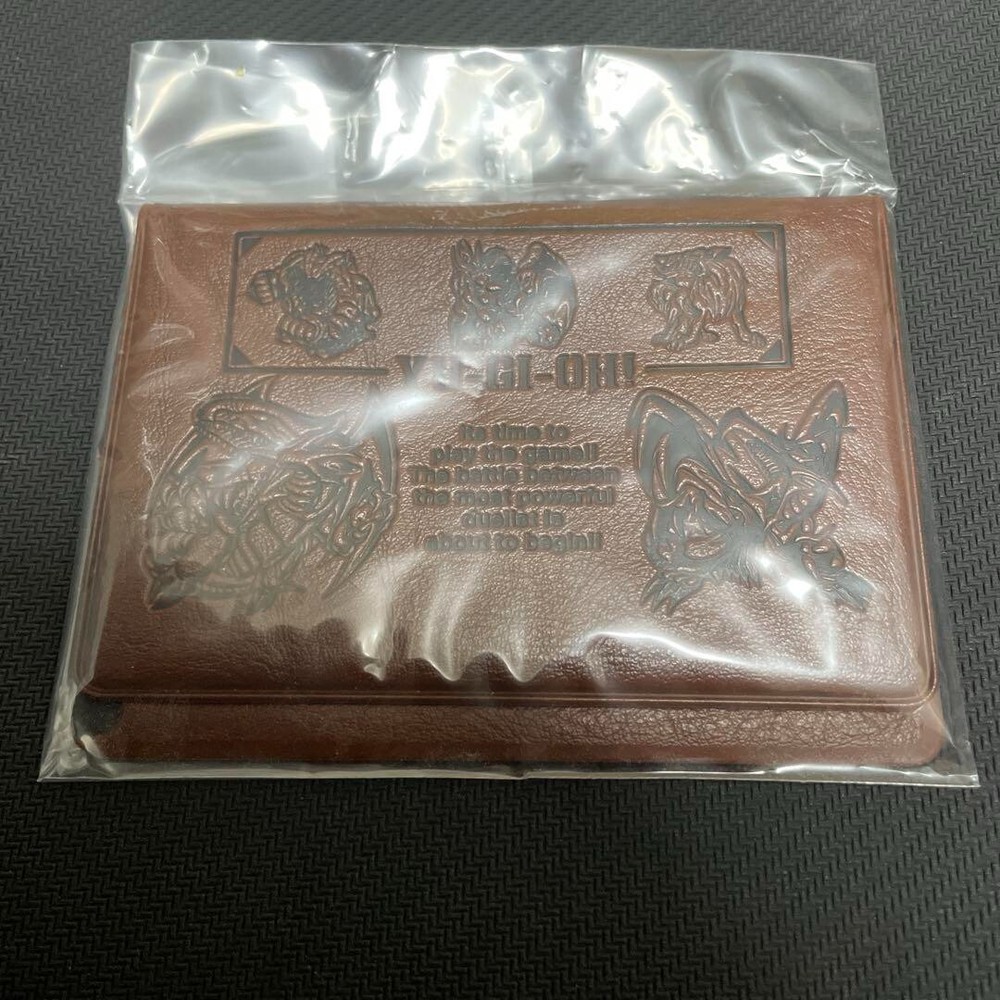 YU-GI-OH!
Its time to
play the game!!
The battle between
the most powerful
duelist is
about to begin!!